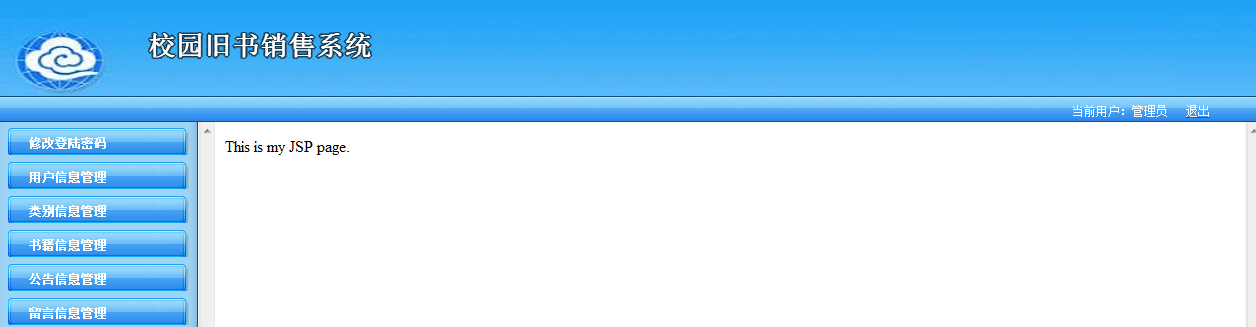 校园旧书销售系统
当前用户：管理员 退出
修改登陆密码
This is my JSP page.
用户信息管理
类别信息管理
书籍信息管理
公告信息管理
留言信息管理